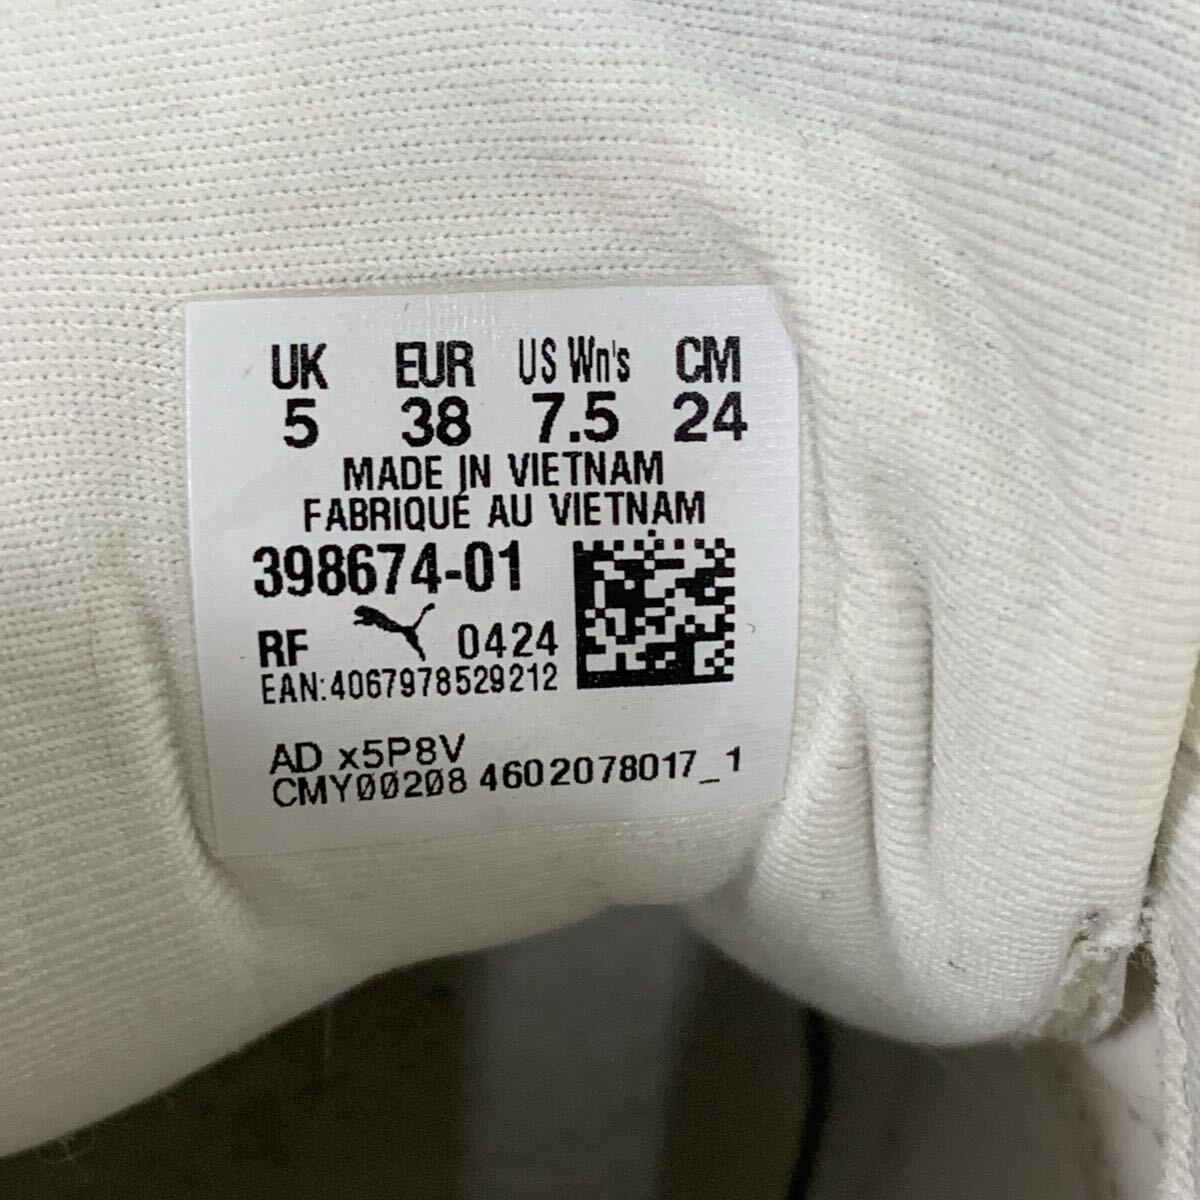 UK EUR US Wn's CM
5 38 7.5 24
MADE IN VIETNAM
FABRIQUÉ AU VIETNAM
398674-01
RF 0424
EAN:4067978529212
AD x5P8V
CMY00208 4602078017_1